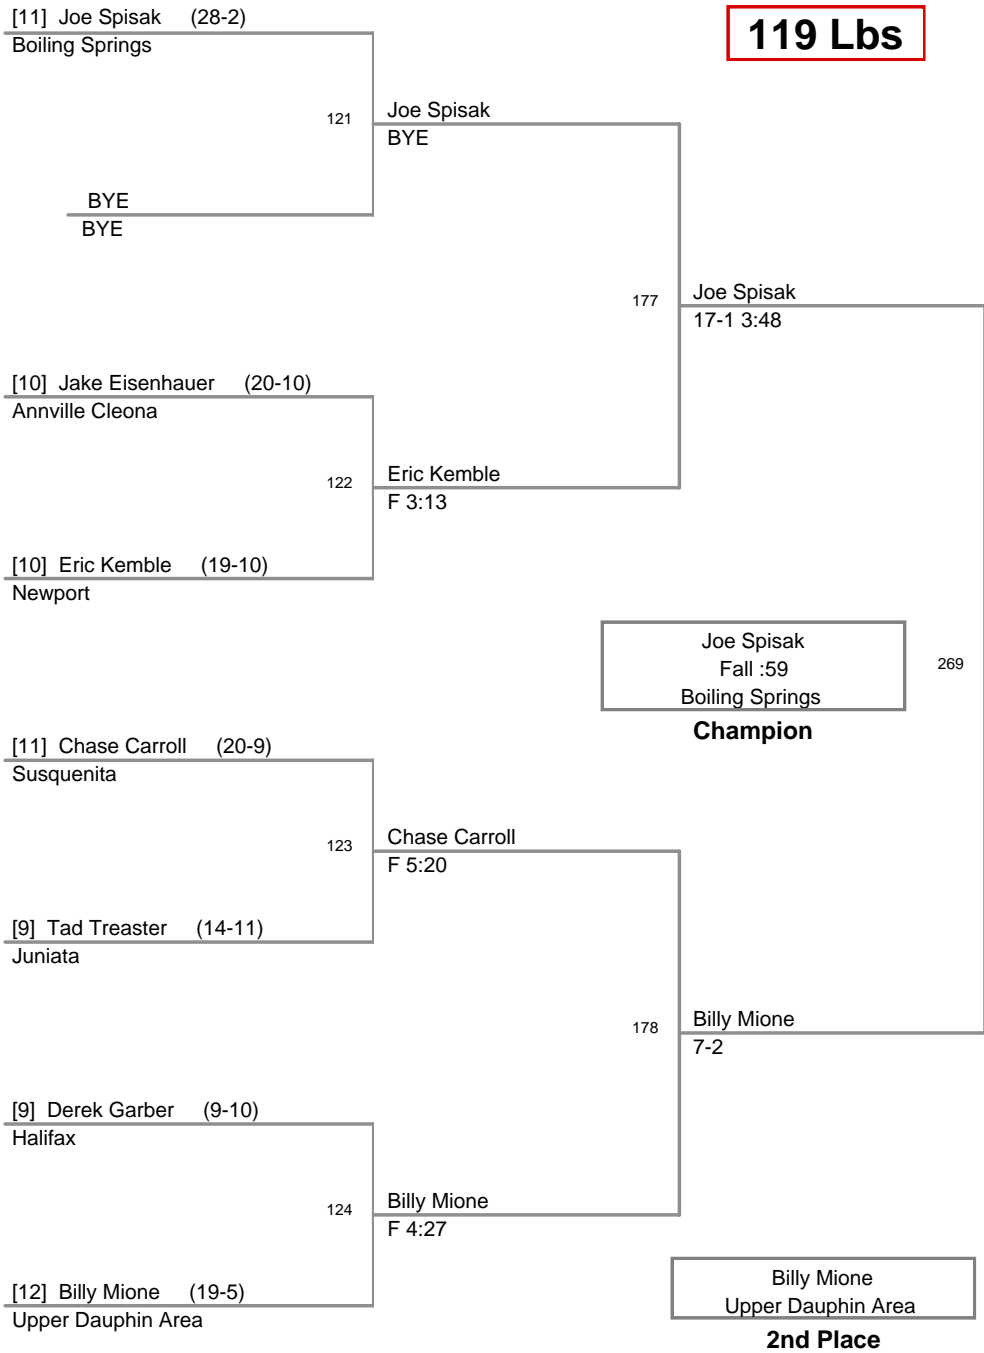 [11] Joe Spisak (28-2)
Boiling Springs
119 Lbs
121
Joe Spisak
BYE
BYE
BYE
177
Joe Spisak
17-1 3:48
[10] Jake Eisenhauer (20-10)
Annville Cleona
122
Eric Kemble
F 3:13
[10] Eric Kemble (19-10)
Newport
Joe Spisak
Fall :59
Boiling Springs
Champion
269
[11] Chase Carroll (20-9)
Susquenita
123
Chase Carroll
F 5:20
[9] Tad Treaster (14-11)
Juniata
178
Billy Mione
7-2
[9] Derek Garber (9-10)
Halifax
124
Billy Mione
F 4:27
[12] Billy Mione (19-5)
Upper Dauphin Area
Billy Mione
Upper Dauphin Area
2nd Place